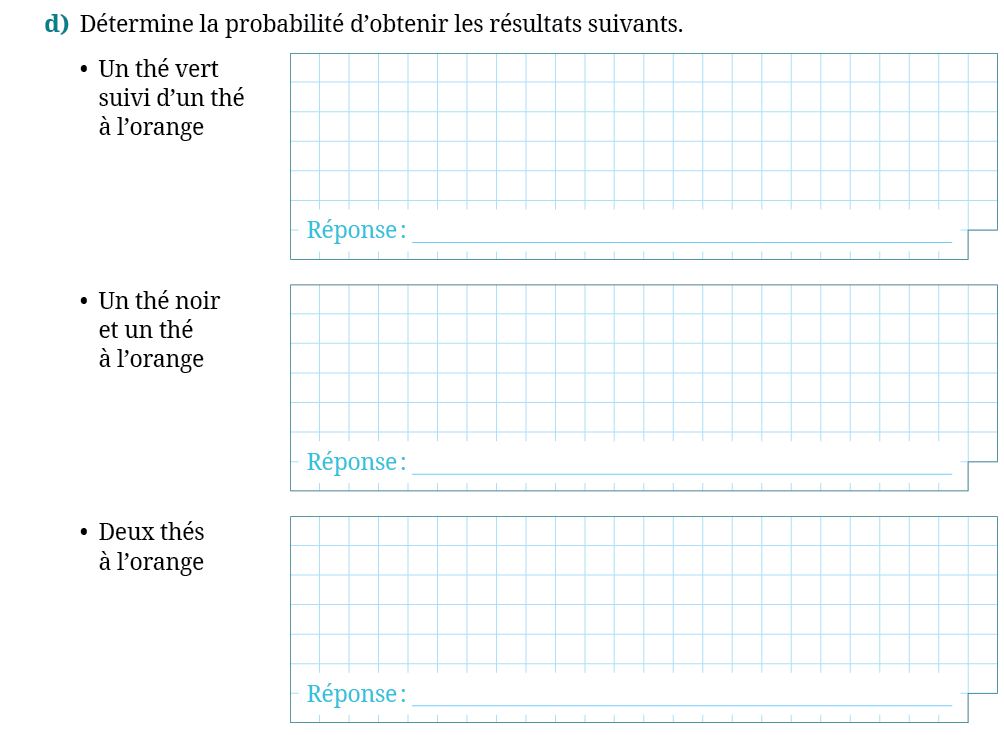 d) Détermine la probabilité d’obtenir les résultats suivants.
• Un thé vert
suivi d’un thé
à l’orange
Réponse :
• Un thé noir
et un thé
à l’orange
Réponse :
• Deux thés
à l’orange
Réponse :